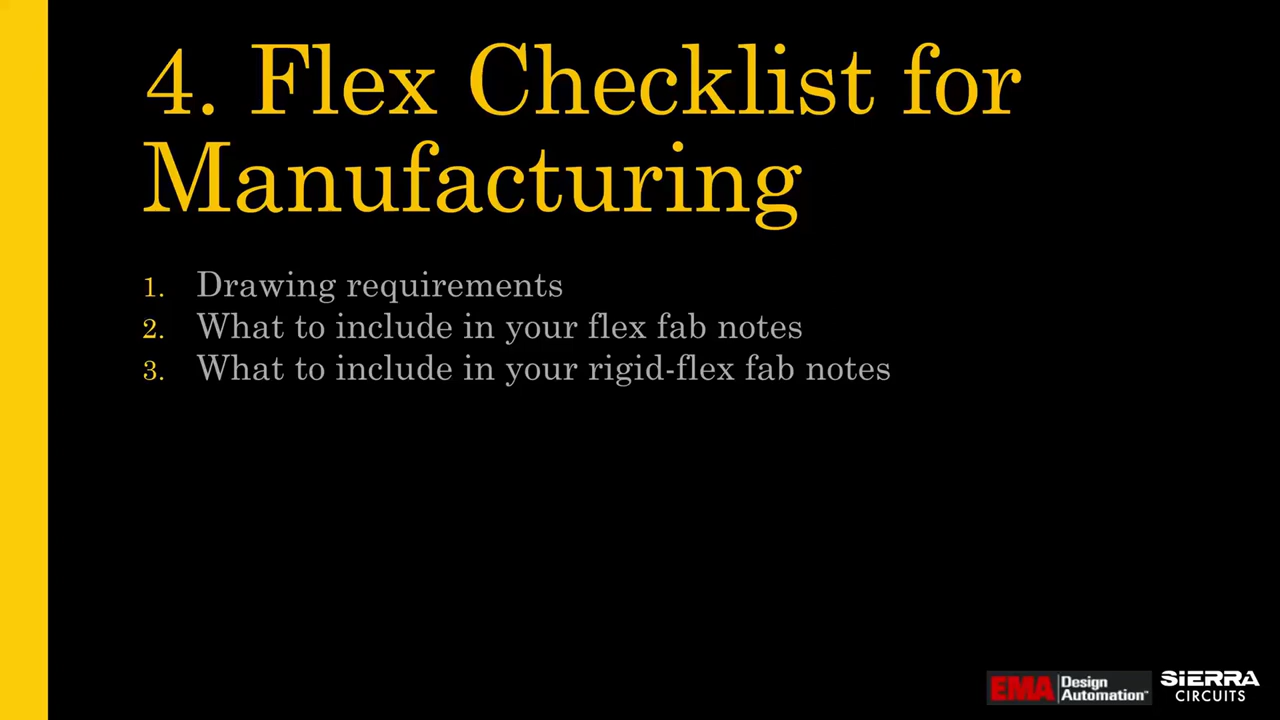 4. Flex Checklist for
Manufacturing
1. Drawing requirements
2. What to include in your flex fab notes
3. What to include in your rigid-flex fab notes
EMA Design
Automation™
SIERRA
CIRCUITS